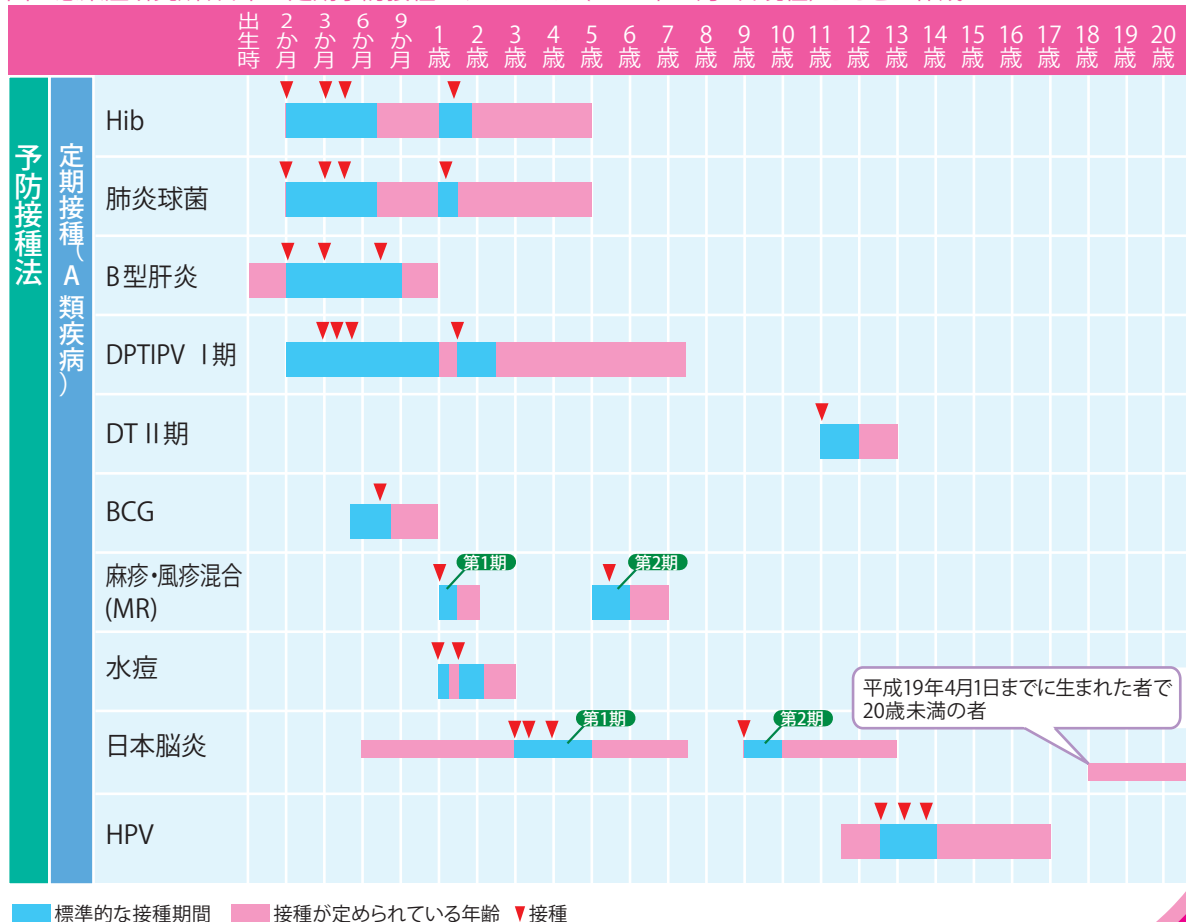 出生時 2か月 3か月 6か月 9か月 1歳 2歳 3歳 4歳 5歳 6歳 7歳 8歳 9歳 10歳 11歳 12歳 13歳 14歳 15歳 16歳 17歳 18歳 19歳 20歳
予防接種法
定期接種(A類疾病)
Hib
肺炎球菌
B型肝炎
DPTIPV I期
DT II期
BCG
麻疹・風疹混合
(MR)
第1期
第2期
水痘
平成19年4月1日までに生まれた者で
20歳未満の者
日本脳炎
第1期
第2期
HPV
標準的な接種期間 接種が定められている年齢 接種